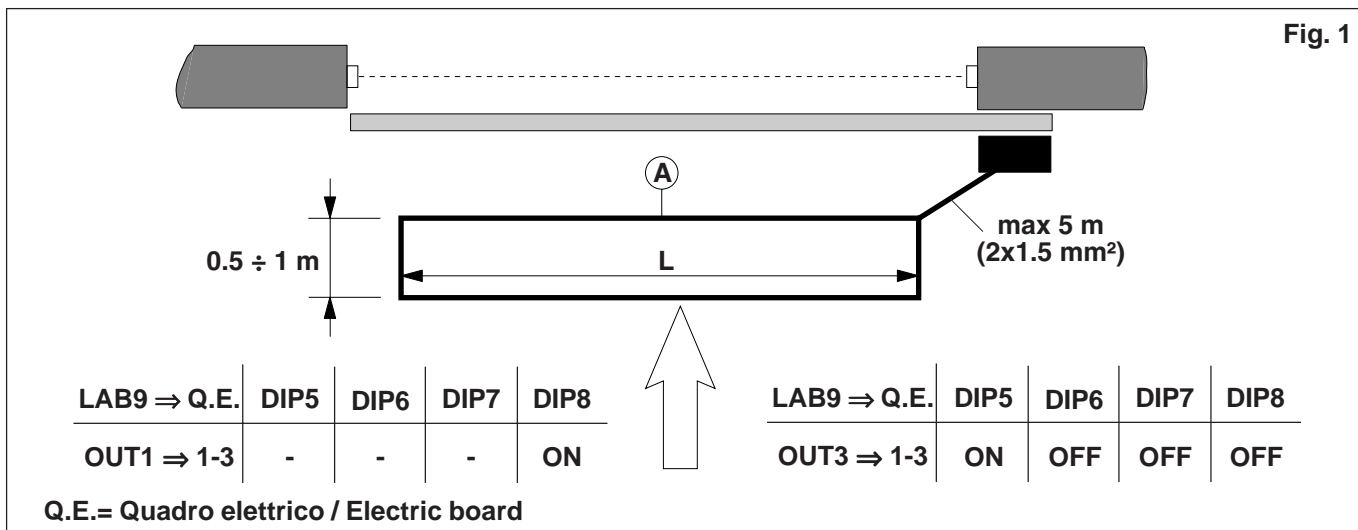 Fig. 1
A
max 5 m
(2x1.5 mm²)
0.5 ÷ 1 m
L
LAB9 ⇒ Q.E. DIP5 DIP6 DIP7 DIP8
OUT1 ⇒ 1-3 - - - ON
LAB9 ⇒ Q.E. DIP5 DIP6 DIP7 DIP8
OUT3 ⇒ 1-3 ON OFF OFF OFF
Q.E.= Quadro elettrico / Electric board